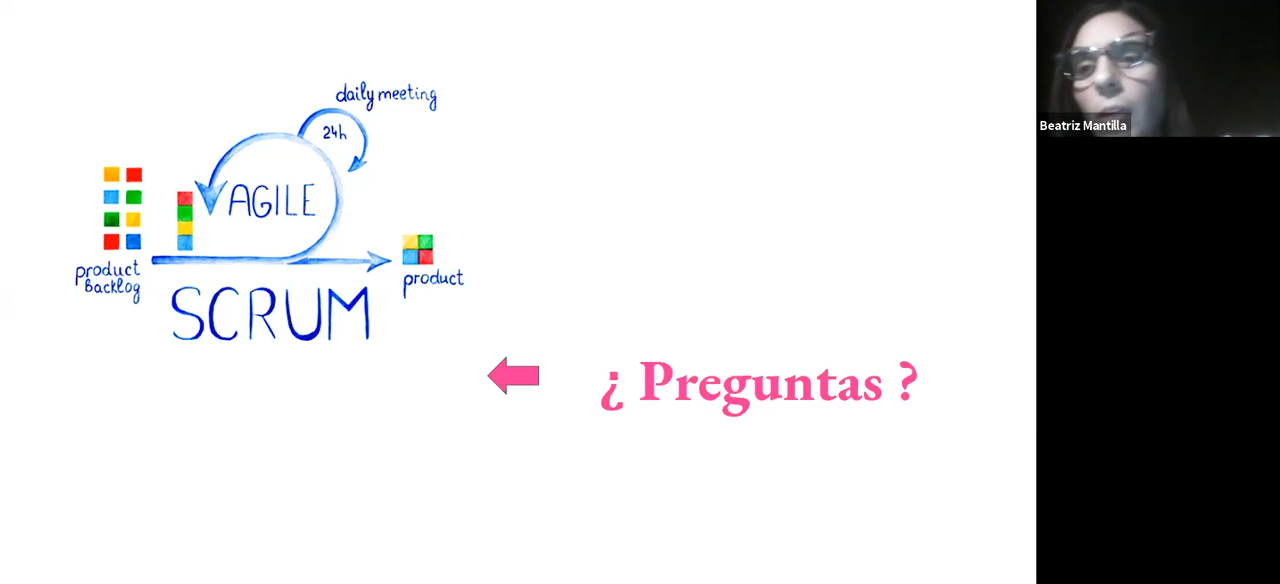 daily meeting
24h
AGILE
product
backlog
product
SCRUM
¿ Preguntas ?
Beatriz Mantilla